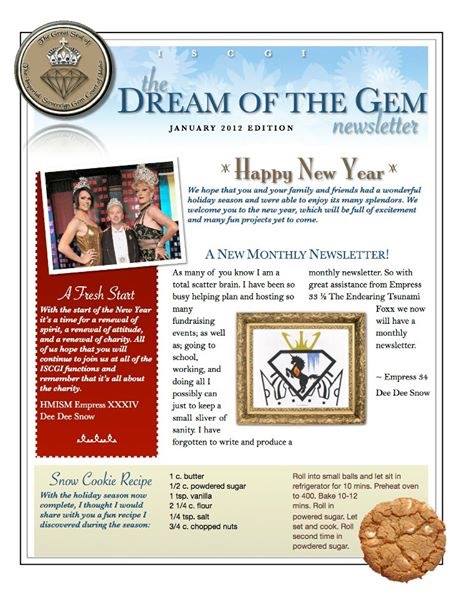 The Great Seal of
The Imperial Sovereign Gem Court of Idaho
I S C G I
the
DREAM OF THE GEM
newsletter
JANUARY 2012 EDITION
* Happy New Year *
We hope that you and your family and friends had a wonderful
holiday season and were able to enjoy its many splendors. We
welcome you to the new year, which will be full of excitement
and many fun projects yet to come.
A Fresh Start
With the start of the New Year
it's a time for a renewal of
spirit, a renewal of attitude,
and a renewal of charity. All
of us hope that you will
continue to join us at all of the
ISCGI functions and
remember that it's all about
the charity.
HMISM Empress XXXIV
Dee Dee Snow
A NEW MONTHLY NEWSLETTER!
As many of you know I am a
total scatter brain. I have been so
busy helping plan and hosting so
many
fundraising
events; as well
as; going to
school,
working, and
doing all I
possibly can
just to keep a
small sliver of
sanity. I have
forgotten to write and produce a
monthly newsletter. So with
great assistance from Empress
33 ⅓ The Endearing Tsunami
Foxx we now
will have a
monthly
newsletter.
~ Empress 34
Dee Dee Snow
Snow Cookie Recipe
With the holiday season now
complete, I thought I would
share with you a fun recipe I
discovered during the season:
1 c. butter
1/2 c. powdered sugar
1 tsp. vanilla
2 1/4 c. flour
1/4 tsp. salt
3/4 c. chopped nuts
Roll into small balls and let sit in
refrigerator for 10 mins. Preheat oven
to 400. Bake 10-12
mins. Roll in
powdered sugar. Let
set and cook. Roll
second time in
powdered sugar.